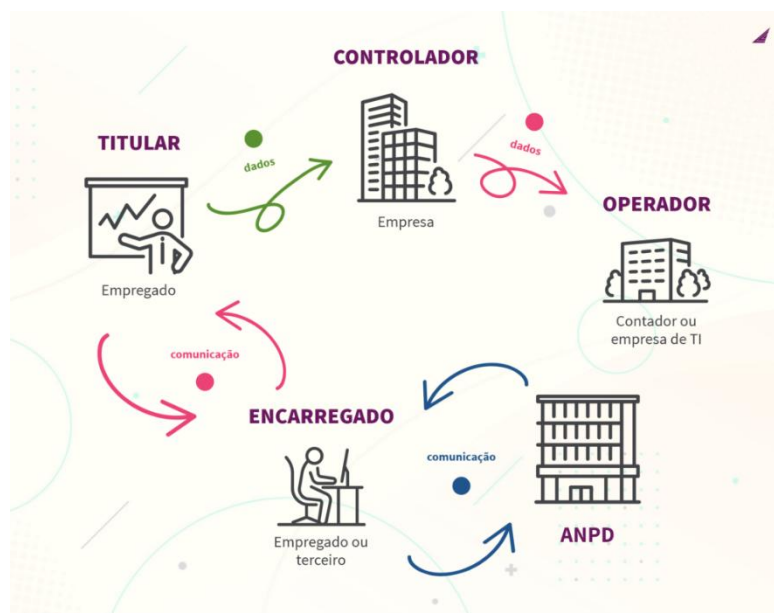 CONTROLADOR
TITULAR
dados
dados
Empresa
OPERADOR
Empregado
Contador ou
empresa de TI
comunicação
ENCARREGADO
comunicação
Empregado ou
terceiro
ANPD